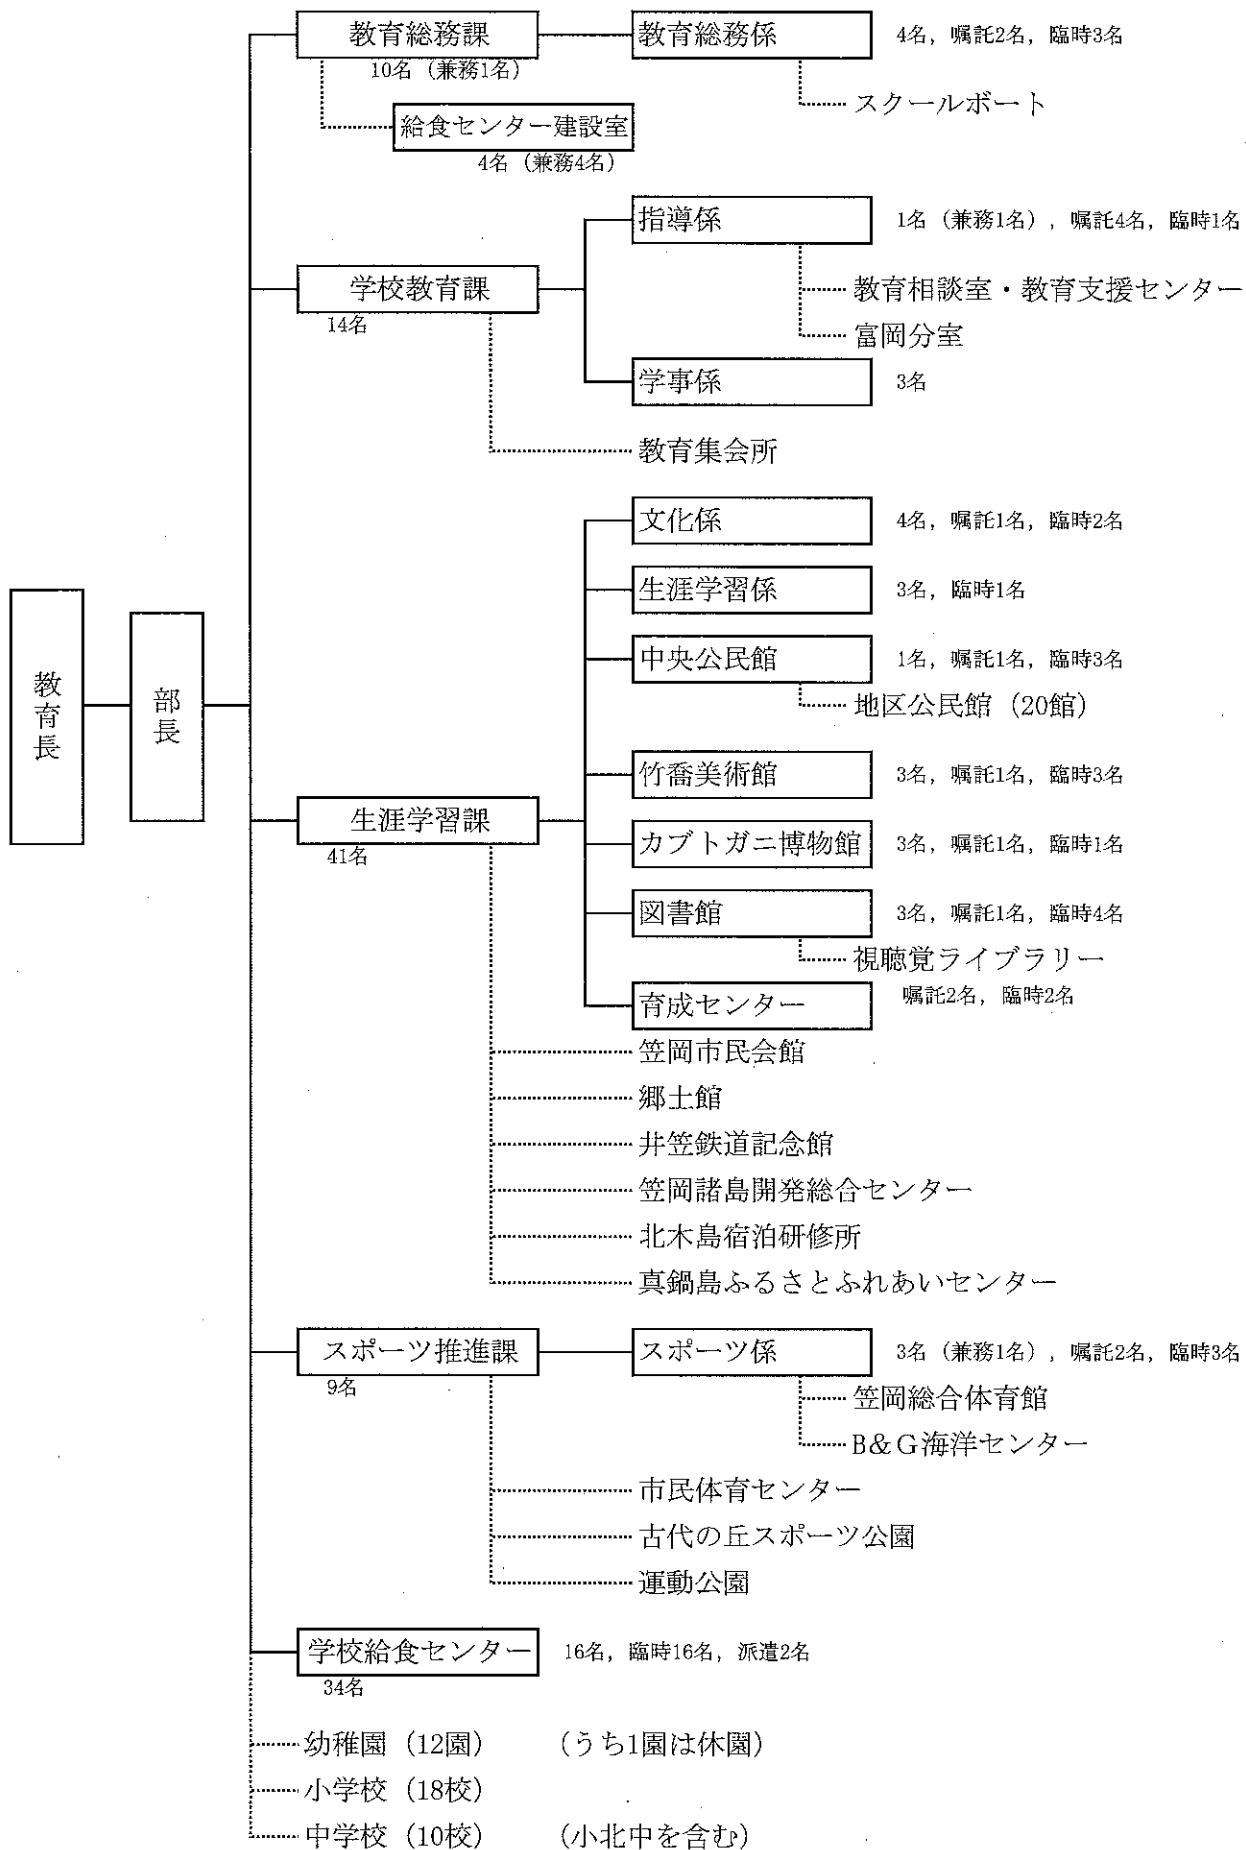 教育総務課
10名（兼務1名）
教育総務係
4名，嘱託2名，臨時3名
スクールボート
給食センター建設室
4名（兼務4名）
指導係
1名（兼務1名），嘱託4名，臨時1名
教育相談室・教育支援センター
富岡分室
学校教育課
14名
学事係
3名
教育集会所
教育長
部長
文化係
4名，嘱託1名，臨時2名
生涯学習係
3名，臨時1名
中央公民館
1名，嘱託1名，臨時3名
地区公民館（20館）
竹喬美術館
3名，嘱託1名，臨時3名
生涯学習課
41名
カブトガニ博物館
3名，嘱託1名，臨時1名
図書館
3名，嘱託1名，臨時4名
視聴覚ライブラリー
育成センター
嘱託2名，臨時2名
笠岡市民会館
郷土館
井笠鉄道記念館
笠岡諸島開発総合センター
北木島宿泊研修所
真鍋島ふるさとふれあいセンター
スポーツ推進課
9名
スポーツ係
3名（兼務1名），嘱託2名，臨時3名
笠岡総合体育館
B＆G海洋センター
市民体育センター
古代の丘スポーツ公園
運動公園
学校給食センター
34名
16名，臨時16名，派遣2名
幼稚園（12園）　（うち1園は休園）
小学校（18校）
中学校（10校）　（小北中を含む）